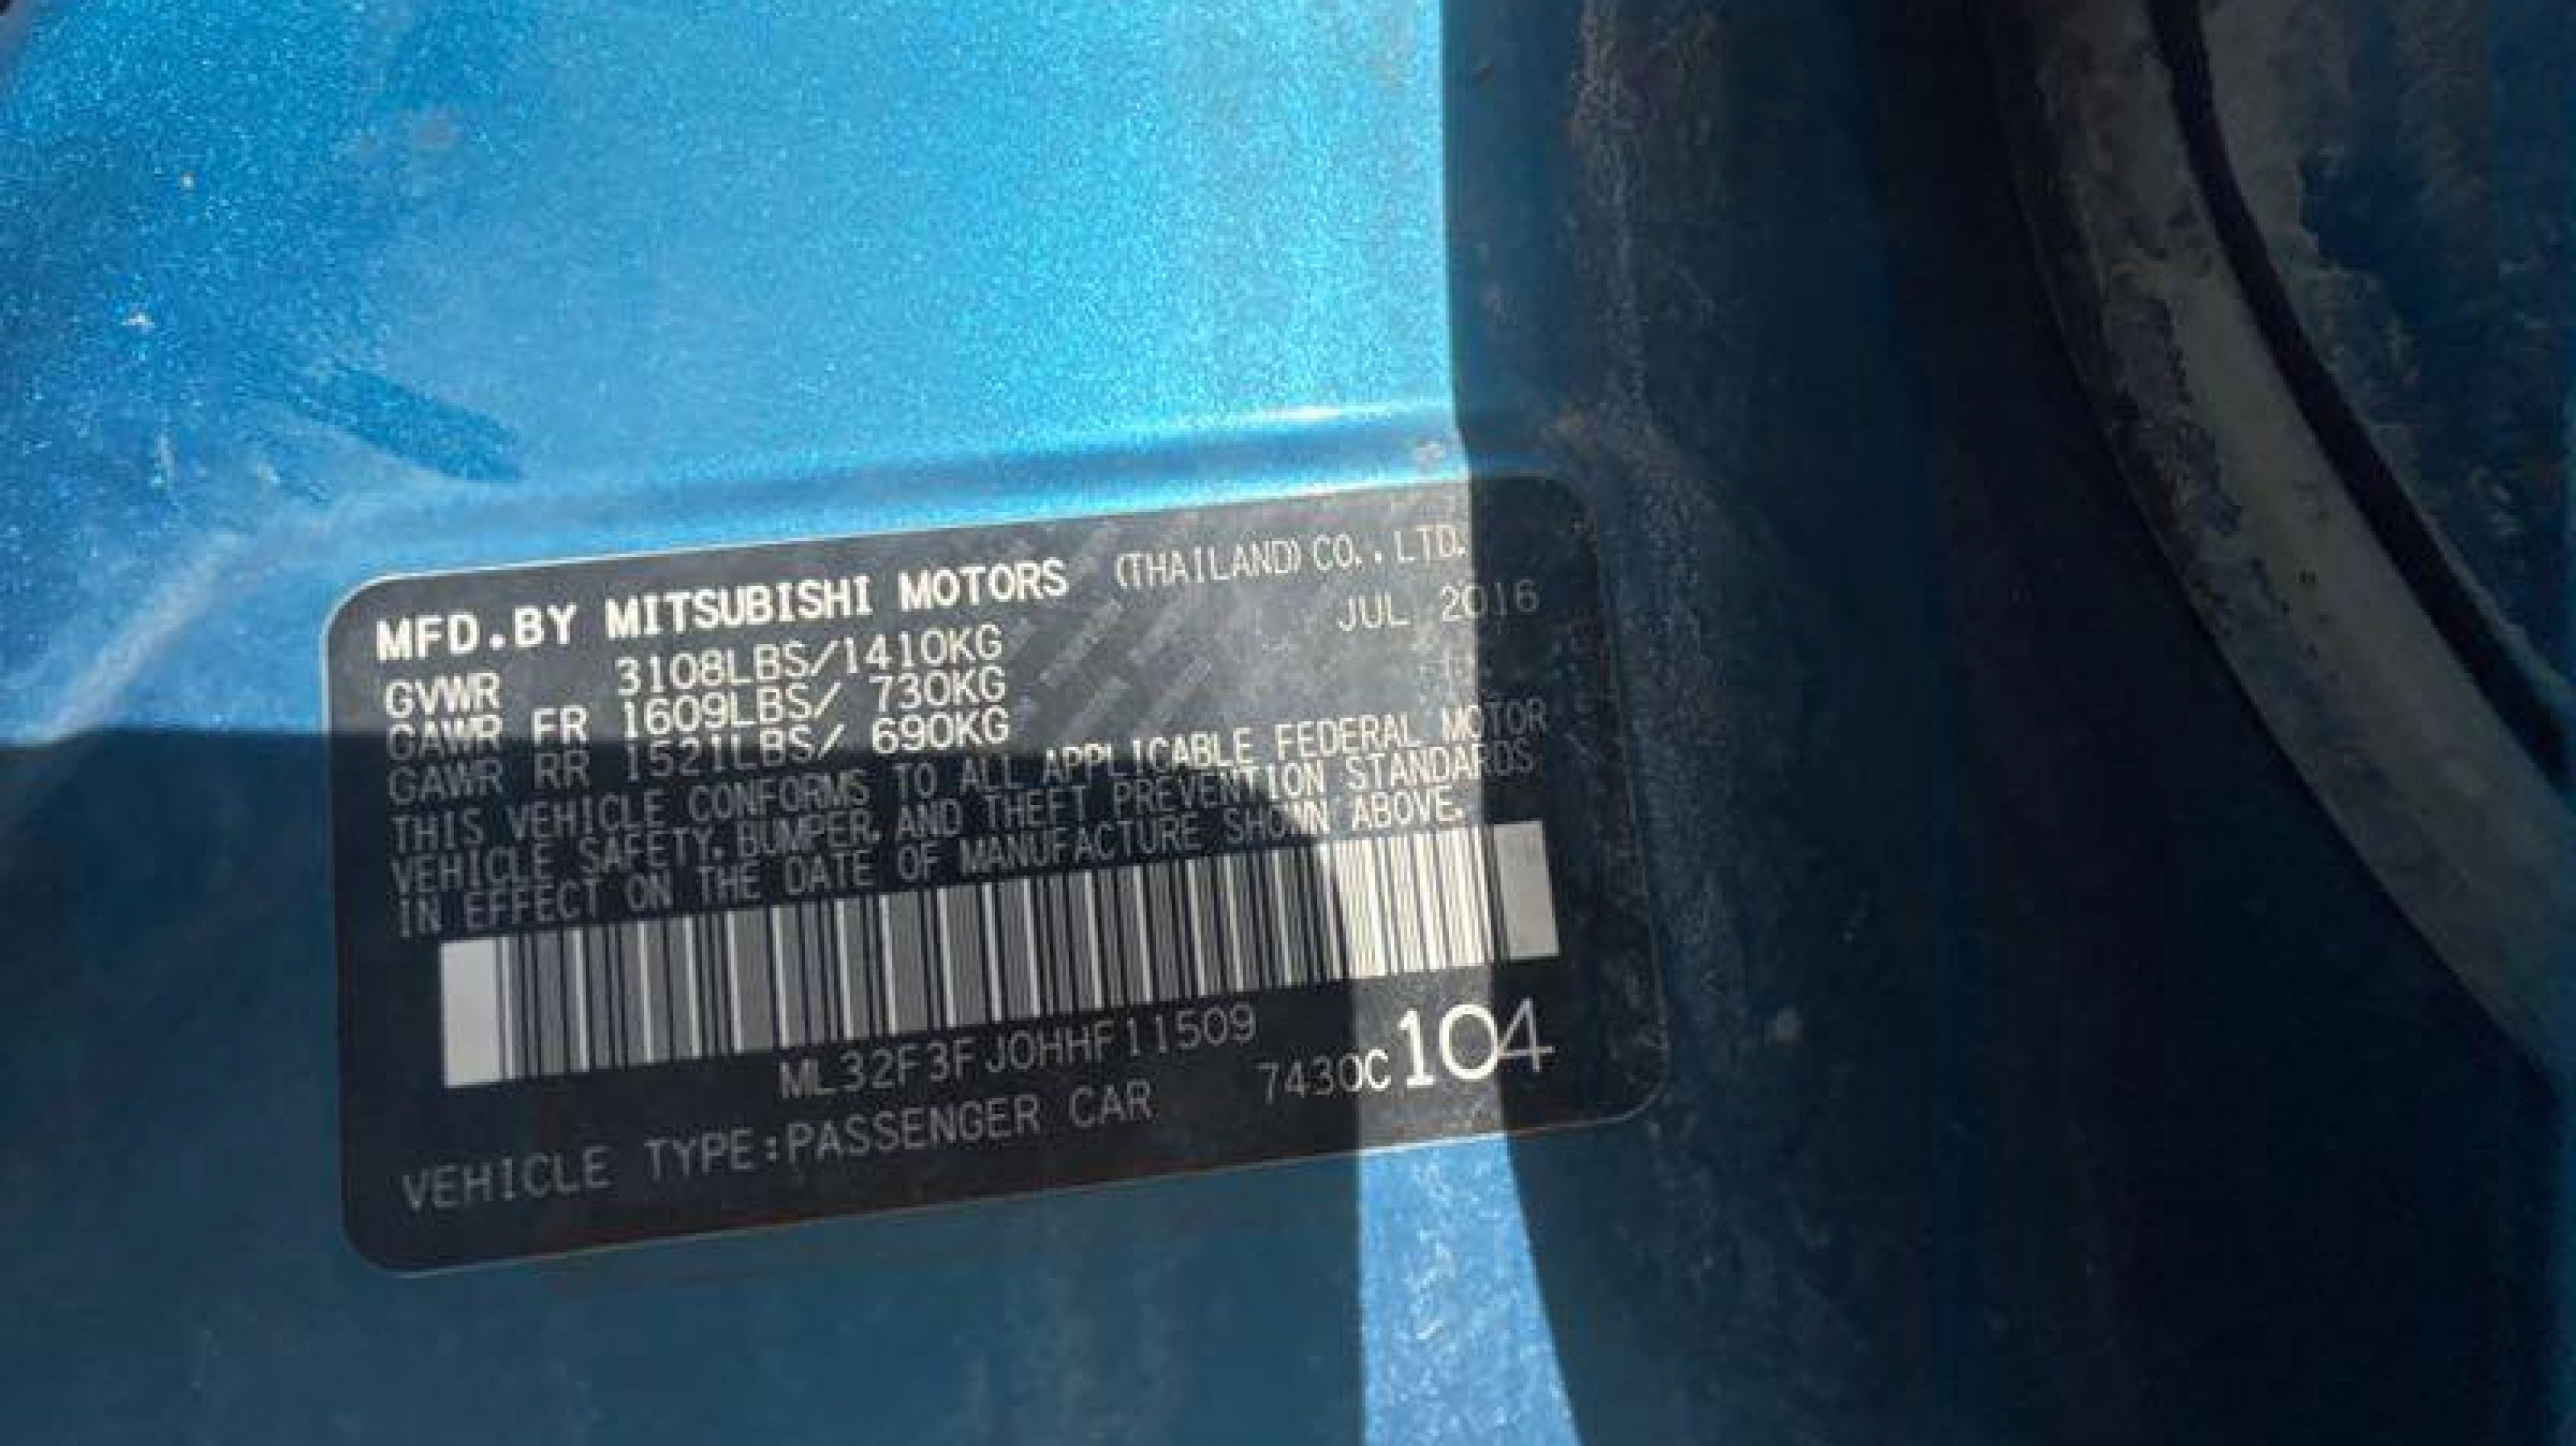 MFD.BY MITSUBISHI MOTORS (THAILAND) CO.,LTD.
JUL 2016
GVWR 3108LBS/1410KG
GAWR FR 1609LBS/ 730KG
GAWR RR 1521LBS/ 690KG
THIS VEHICLE CONFORMS TO ALL APPLICABLE FEDERAL MOTOR
VEHICLE SAFETY, BUMPER, AND THEFT PREVENTION STANDARDS
IN EFFECT ON THE DATE OF MANUFACTURE SHOWN ABOVE.
ML32F3FJ0HHF11509
7430C104
VEHICLE TYPE:PASSENGER CAR